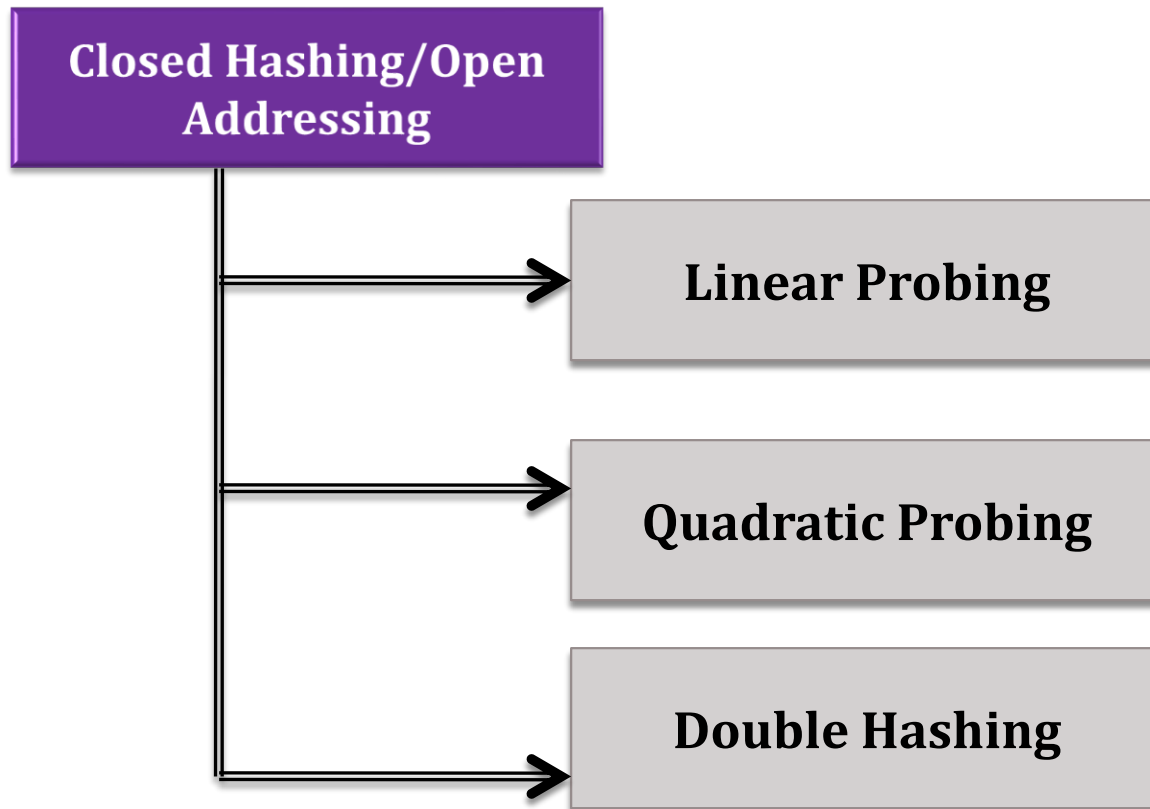 Closed Hashing/Open
Addressing
Linear Probing
Quadratic Probing
Double Hashing